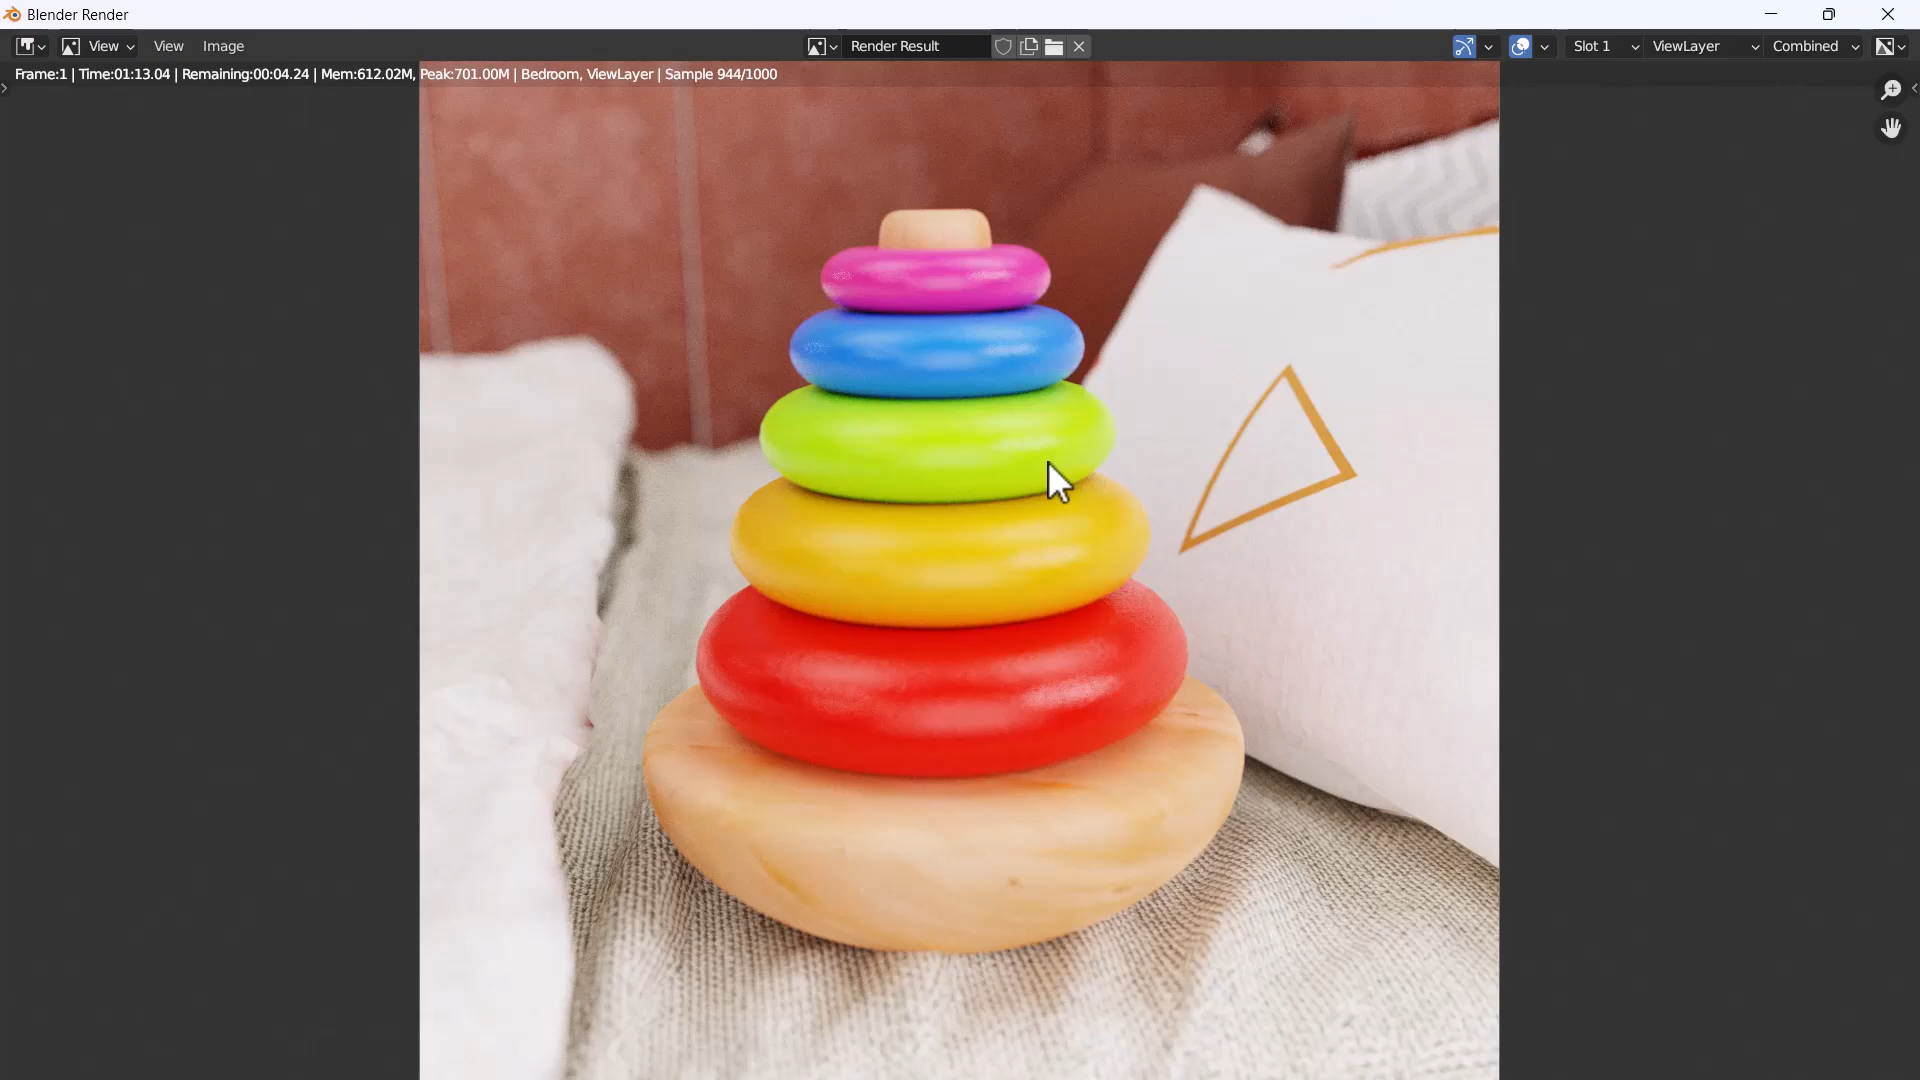 Blender Render
View View Image Render Result Slot 1 ViewLayer Combined
Frame:1 | Time:01:13.04 | Remaining:00:04.24 | Mem:612.02M, Peak:701.00M | Bedroom, ViewLayer | Sample 944/1000